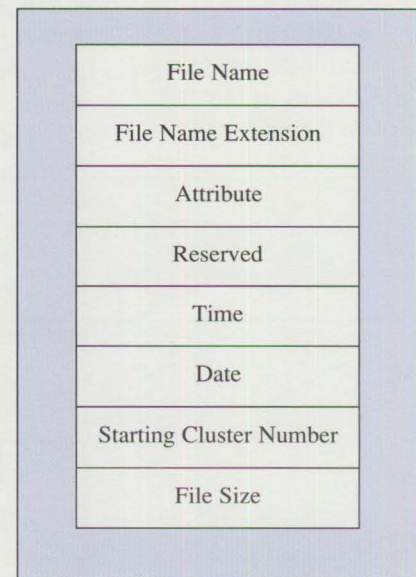 File Name
File Name Extension
Attribute
Reserved
Time
Date
Starting Cluster Number
File Size